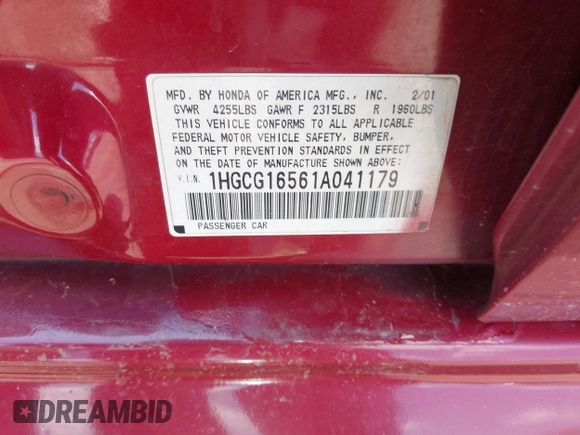 MFD. BY HONDA OF AMERICA MFG., INC. 2/01
GVWR 4255LBS GAWR F 2315LBS R 1960LBS
THIS VEHICLE CONFORMS TO ALL APPLICABLE
FEDERAL MOTOR VEHICLE SAFETY, BUMPER,
AND THEFT PREVENTION STANDARDS IN EFFECT
ON THE DATE OF MANUFACTURE SHOWN ABOVE:
V.I.N. 1HGCG16561A041179
PASSENGER CAR
DREAMBID